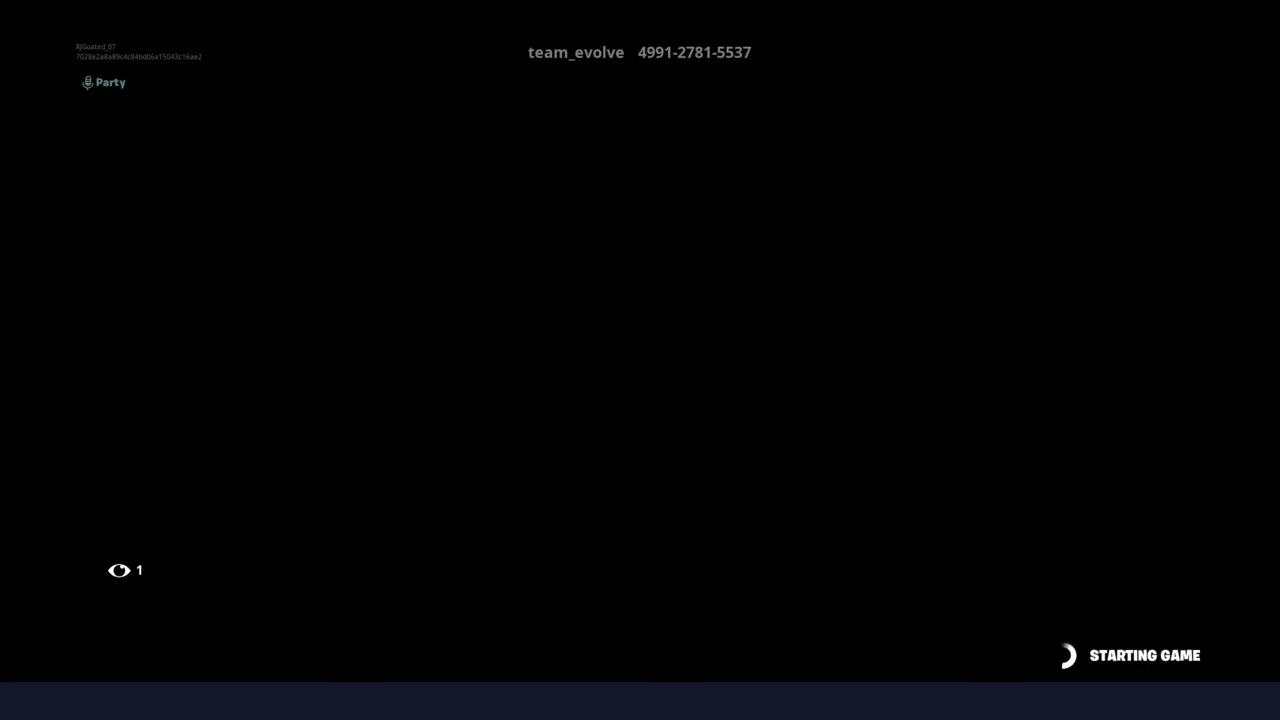 RJGoated_07
7028e2a8a89c4c84bd06a15043c16ae2
team_evolve 4991-2781-5537
Party
1
STARTING GAME